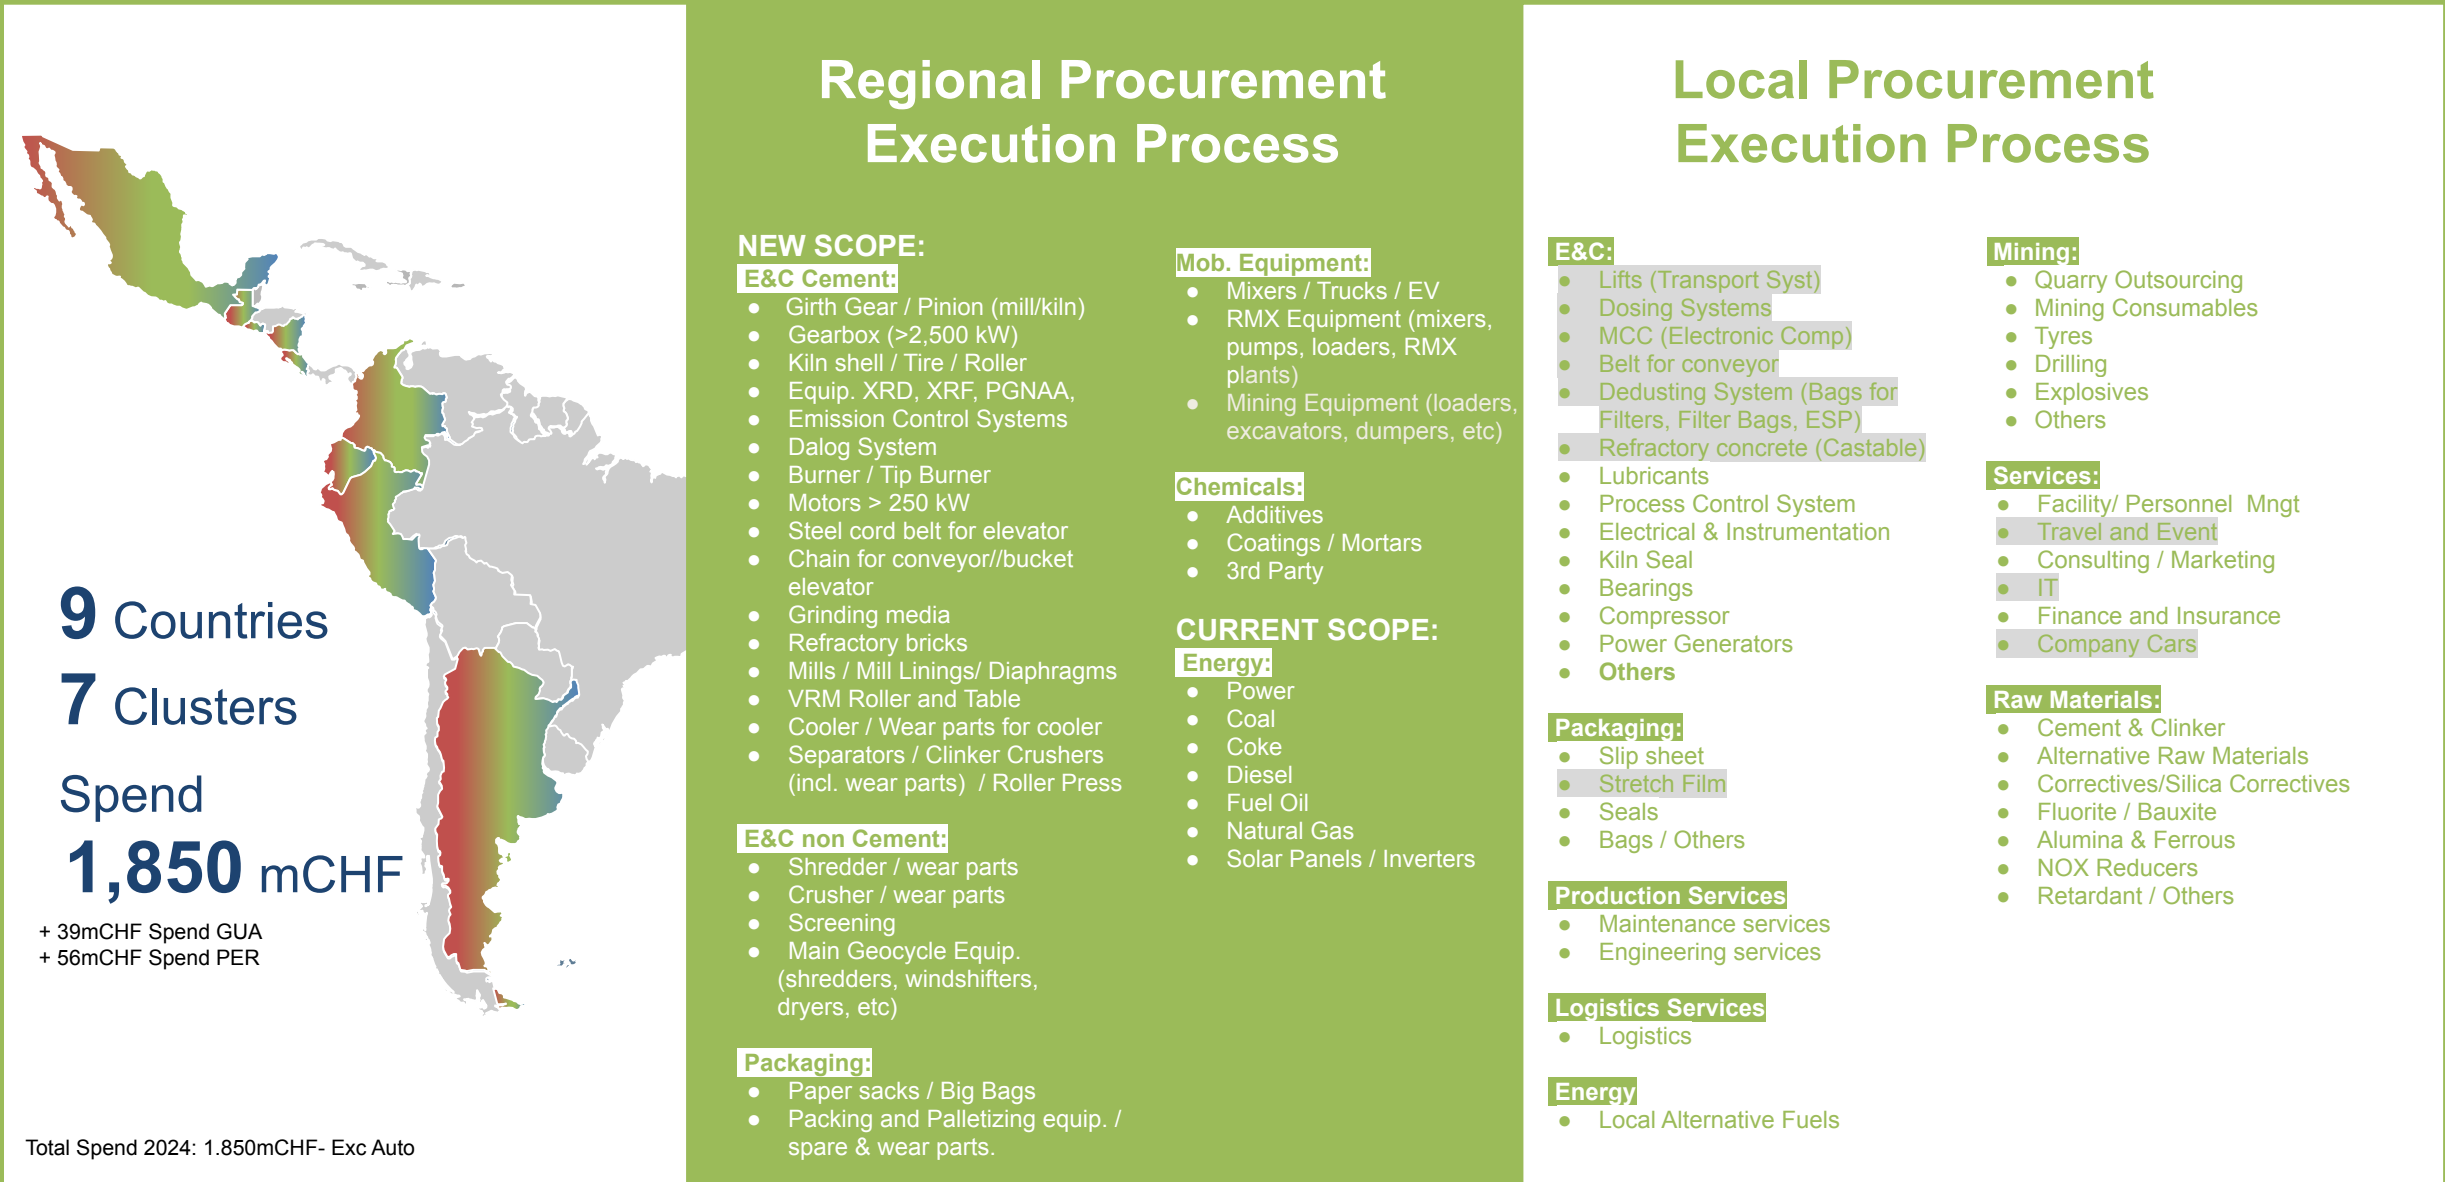 9 Countries
7 Clusters
Spend
1,850 mCHF
+ 39mCHF Spend GUA
+ 56mCHF Spend PER
Total Spend 2024: 1.850mCHF- Exc Auto
Regional Procurement
Execution Process
NEW SCOPE:
E&C Cement:
● Girth Gear / Pinion (mill/kiln)
● Gearbox (>2,500 kW)
● Kiln shell / Tire / Roller
● Equip. XRD, XRF, PGNAA,
● Emission Control Systems
● Dalog System
● Burner / Tip Burner
● Motors > 250 kW
● Steel cord belt for elevator
● Chain for conveyor//bucket
elevator
● Grinding media
● Refractory bricks
● Mills / Mill Linings/ Diaphragms
● VRM Roller and Table
● Cooler / Wear parts for cooler
● Separators / Clinker Crushers
(incl. wear parts) / Roller Press
E&C non Cement:
● Shredder / wear parts
● Crusher / wear parts
● Screening
● Main Geocycle Equip.
(shredders, windshifters,
dryers, etc)
Packaging:
● Paper sacks / Big Bags
● Packing and Palletizing equip. /
spare & wear parts.
Mob. Equipment:
● Mixers / Trucks / EV
● RMX Equipment (mixers,
pumps, loaders, RMX
plants)
● Mining Equipment (loaders,
excavators, dumpers, etc)
Chemicals:
● Additives
● Coatings / Mortars
● 3rd Party
CURRENT SCOPE:
Energy:
● Power
● Coal
● Coke
● Diesel
● Fuel Oil
● Natural Gas
● Solar Panels / Inverters
Local Procurement
Execution Process
E&C:
● Lifts (Transport Syst)
● Dosing Systems
● MCC (Electronic Comp)
● Belt for conveyor
● Dedusting System (Bags for
Filters, Filter Bags, ESP)
● Refractory concrete (Castable)
● Lubricants
● Process Control System
● Electrical & Instrumentation
● Kiln Seal
● Bearings
● Compressor
● Power Generators
● Others
Packaging:
● Slip sheet
● Stretch Film
● Seals
● Bags / Others
Production Services
● Maintenance services
● Engineering services
Logistics Services
● Logistics
Energy
● Local Alternative Fuels
Mining:
● Quarry Outsourcing
● Mining Consumables
● Tyres
● Drilling
● Explosives
● Others
Services:
● Facility/ Personnel Mngt
● Travel and Event
● Consulting / Marketing
● IT
● Finance and Insurance
● Company Cars
Raw Materials:
● Cement & Clinker
● Alternative Raw Materials
● Correctives/Silica Correctives
● Fluorite / Bauxite
● Alumina & Ferrous
● NOX Reducers
● Retardant / Others